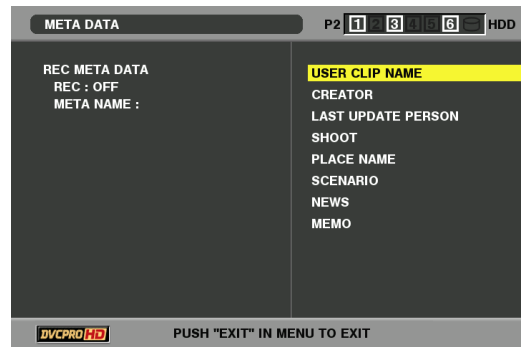 META DATA
P2 1 2 3 4 5 6 HDD
REC META DATA
REC : OFF
META NAME :
USER CLIP NAME
CREATOR
LAST UPDATE PERSON
SHOOT
PLACE NAME
SCENARIO
NEWS
MEMO
DVCPRO HD
PUSH "EXIT" IN MENU TO EXIT